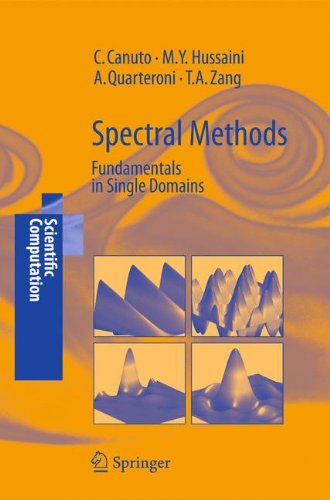 C. Canuto · M.Y. Hussaini
A. Quarteroni · T.A. Zang
Spectral Methods
Fundamentals
in Single Domains
Scientific
Computation
Springer